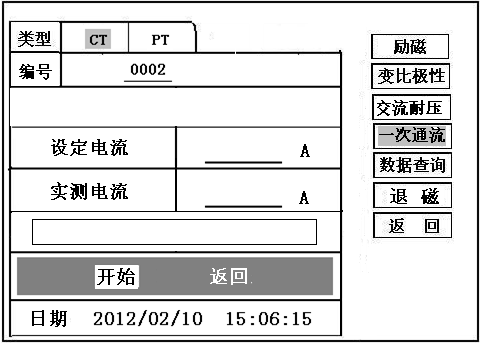 类型 CT PT
编号 0002
设定电流 A
实测电流 A
开始 返回
日期 2012/02/10 15:06:15
励磁
变比极性
交流耐压
一次通流
数据查询
退 磁
返 回